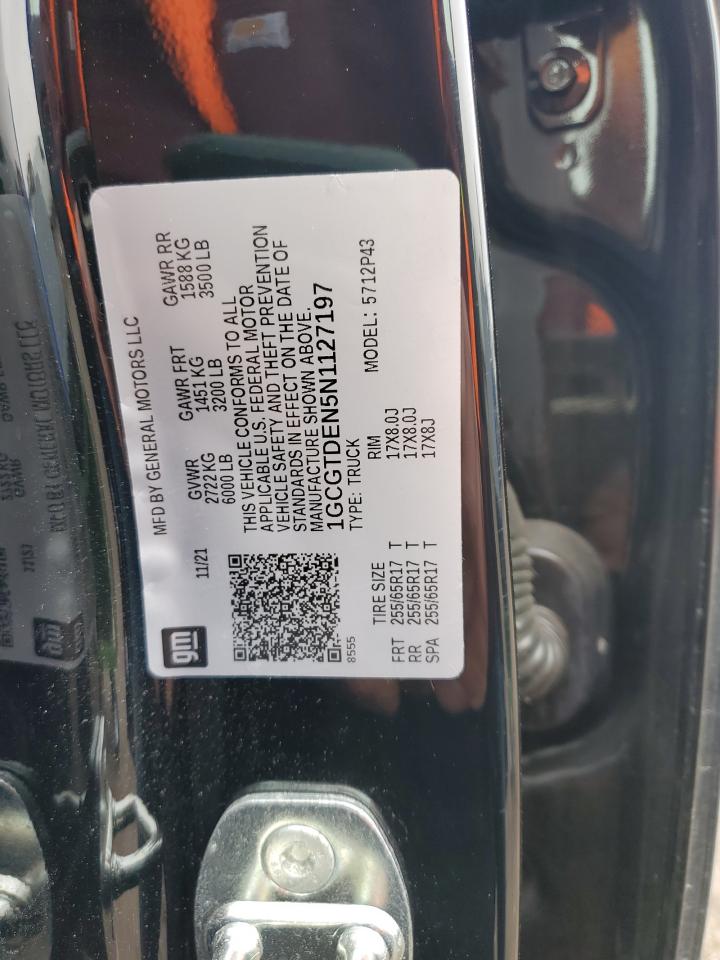 MFD BY GENERAL MOTORS LLC
gm
11/21
GVWR GAWR FRT GAWR RR
2722 KG 1451 KG 1588 KG
6000 LB 3200 LB 3500 LB
THIS VEHICLE CONFORMS TO ALL
APPLICABLE U.S. FEDERAL MOTOR
VEHICLE SAFETY AND THEFT PREVENTION
STANDARDS IN EFFECT ON THE DATE OF
MANUFACTURE SHOWN ABOVE.
1GCGTDEN5N1127197
8555
TYPE: TRUCK MODEL: 5712P43
TIRE SIZE RIM
FRT 255/65R17 T 17X8.0J
RR 255/65R17 T 17X8.0J
SPA 255/65R17 T 17X8J